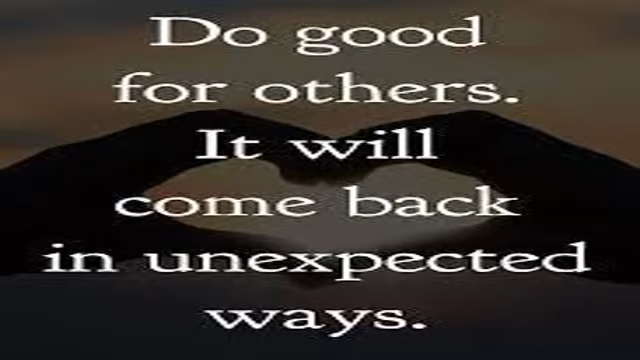 Do good
for others.
It will
come back
in unexpected
ways.